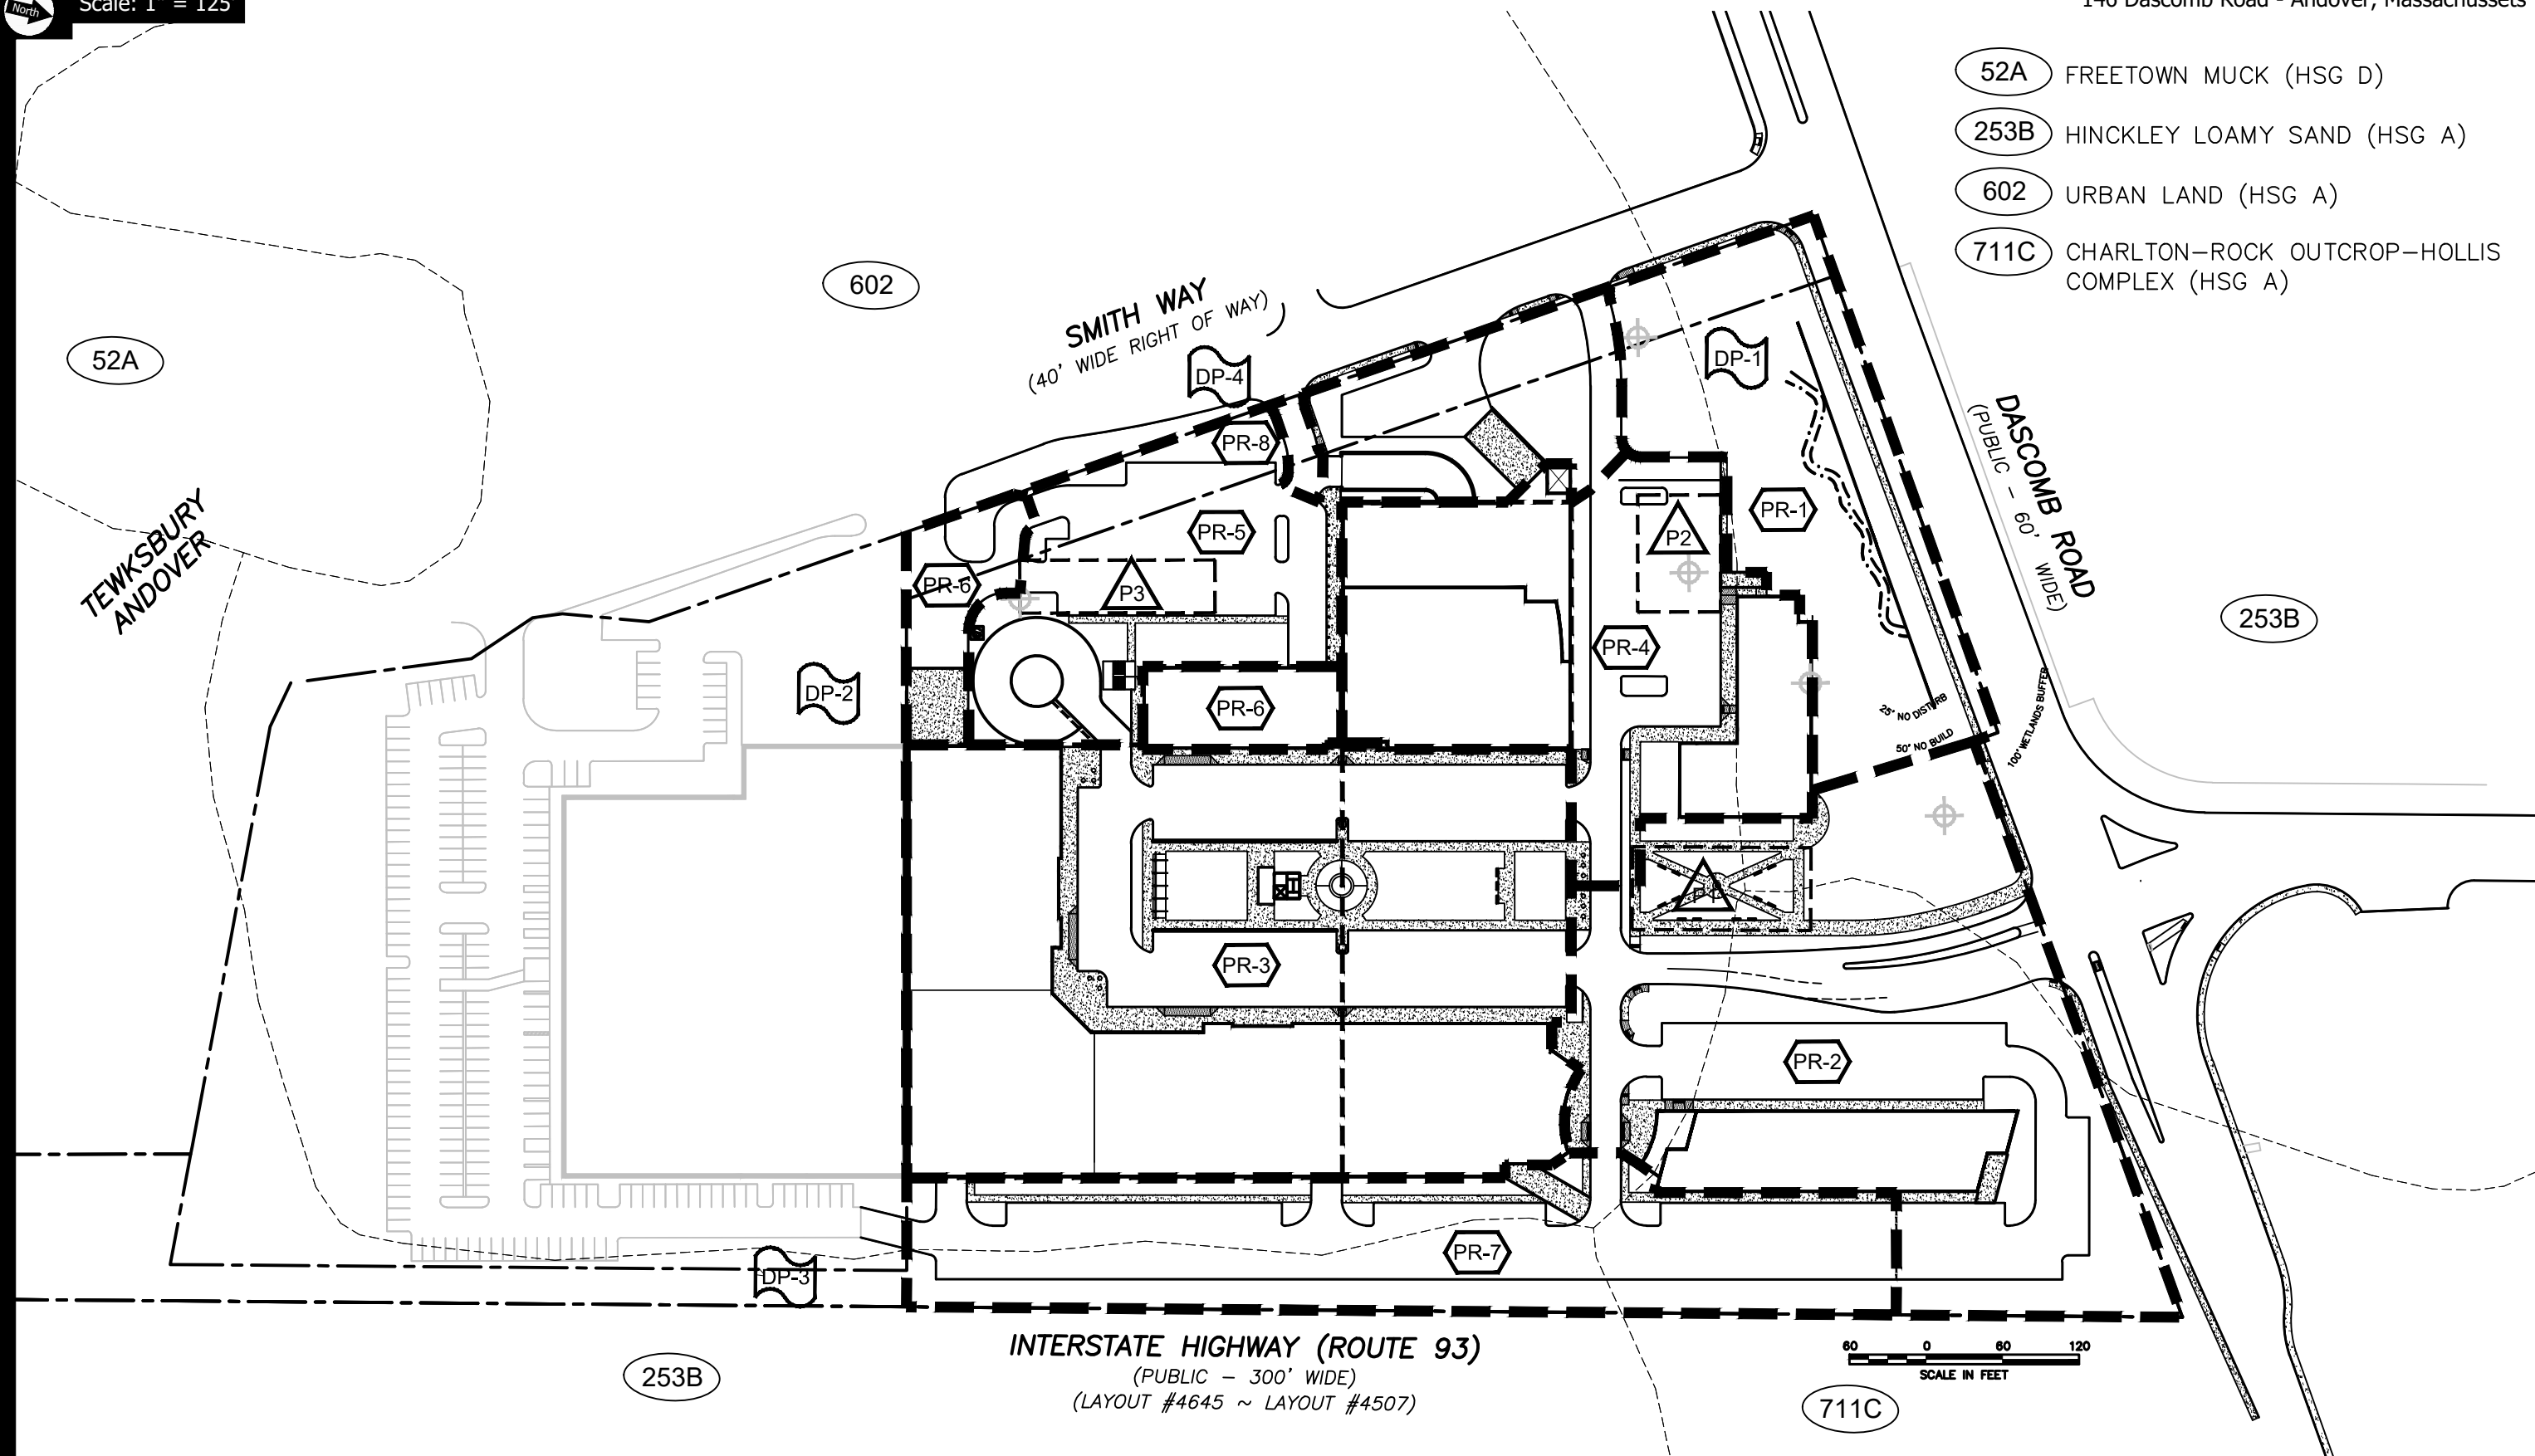 North
Scale: 1" = 125'
146 Dascomb Road - Andover, Massachussets
52A FREETOWN MUCK (HSG D)
253B HINCKLEY LOAMY SAND (HSG A)
602 URBAN LAND (HSG A)
711C CHARLTON-ROCK OUTCROP-HOLLIS
COMPLEX (HSG A)
602
SMITH WAY
(40' WIDE RIGHT OF WAY)
52A
DP-4
DP-1
PR-8
DASCOMB ROAD
(PUBLIC - 60' WIDE)
TEWKSBURY
ANDOVER
PR-5
PR-1
P2
PR-6
P3
253B
PR-4
DP-2
PR-6
25' NO DISTURB
50' NO BUILD
100' WETLANDS BUFFER
PR-3
PR-2
PR-7
DP-3
INTERSTATE HIGHWAY (ROUTE 93)
(PUBLIC - 300' WIDE)
(LAYOUT #4645 ~ LAYOUT #4507)
253B
60 0 60 120
SCALE IN FEET
711C